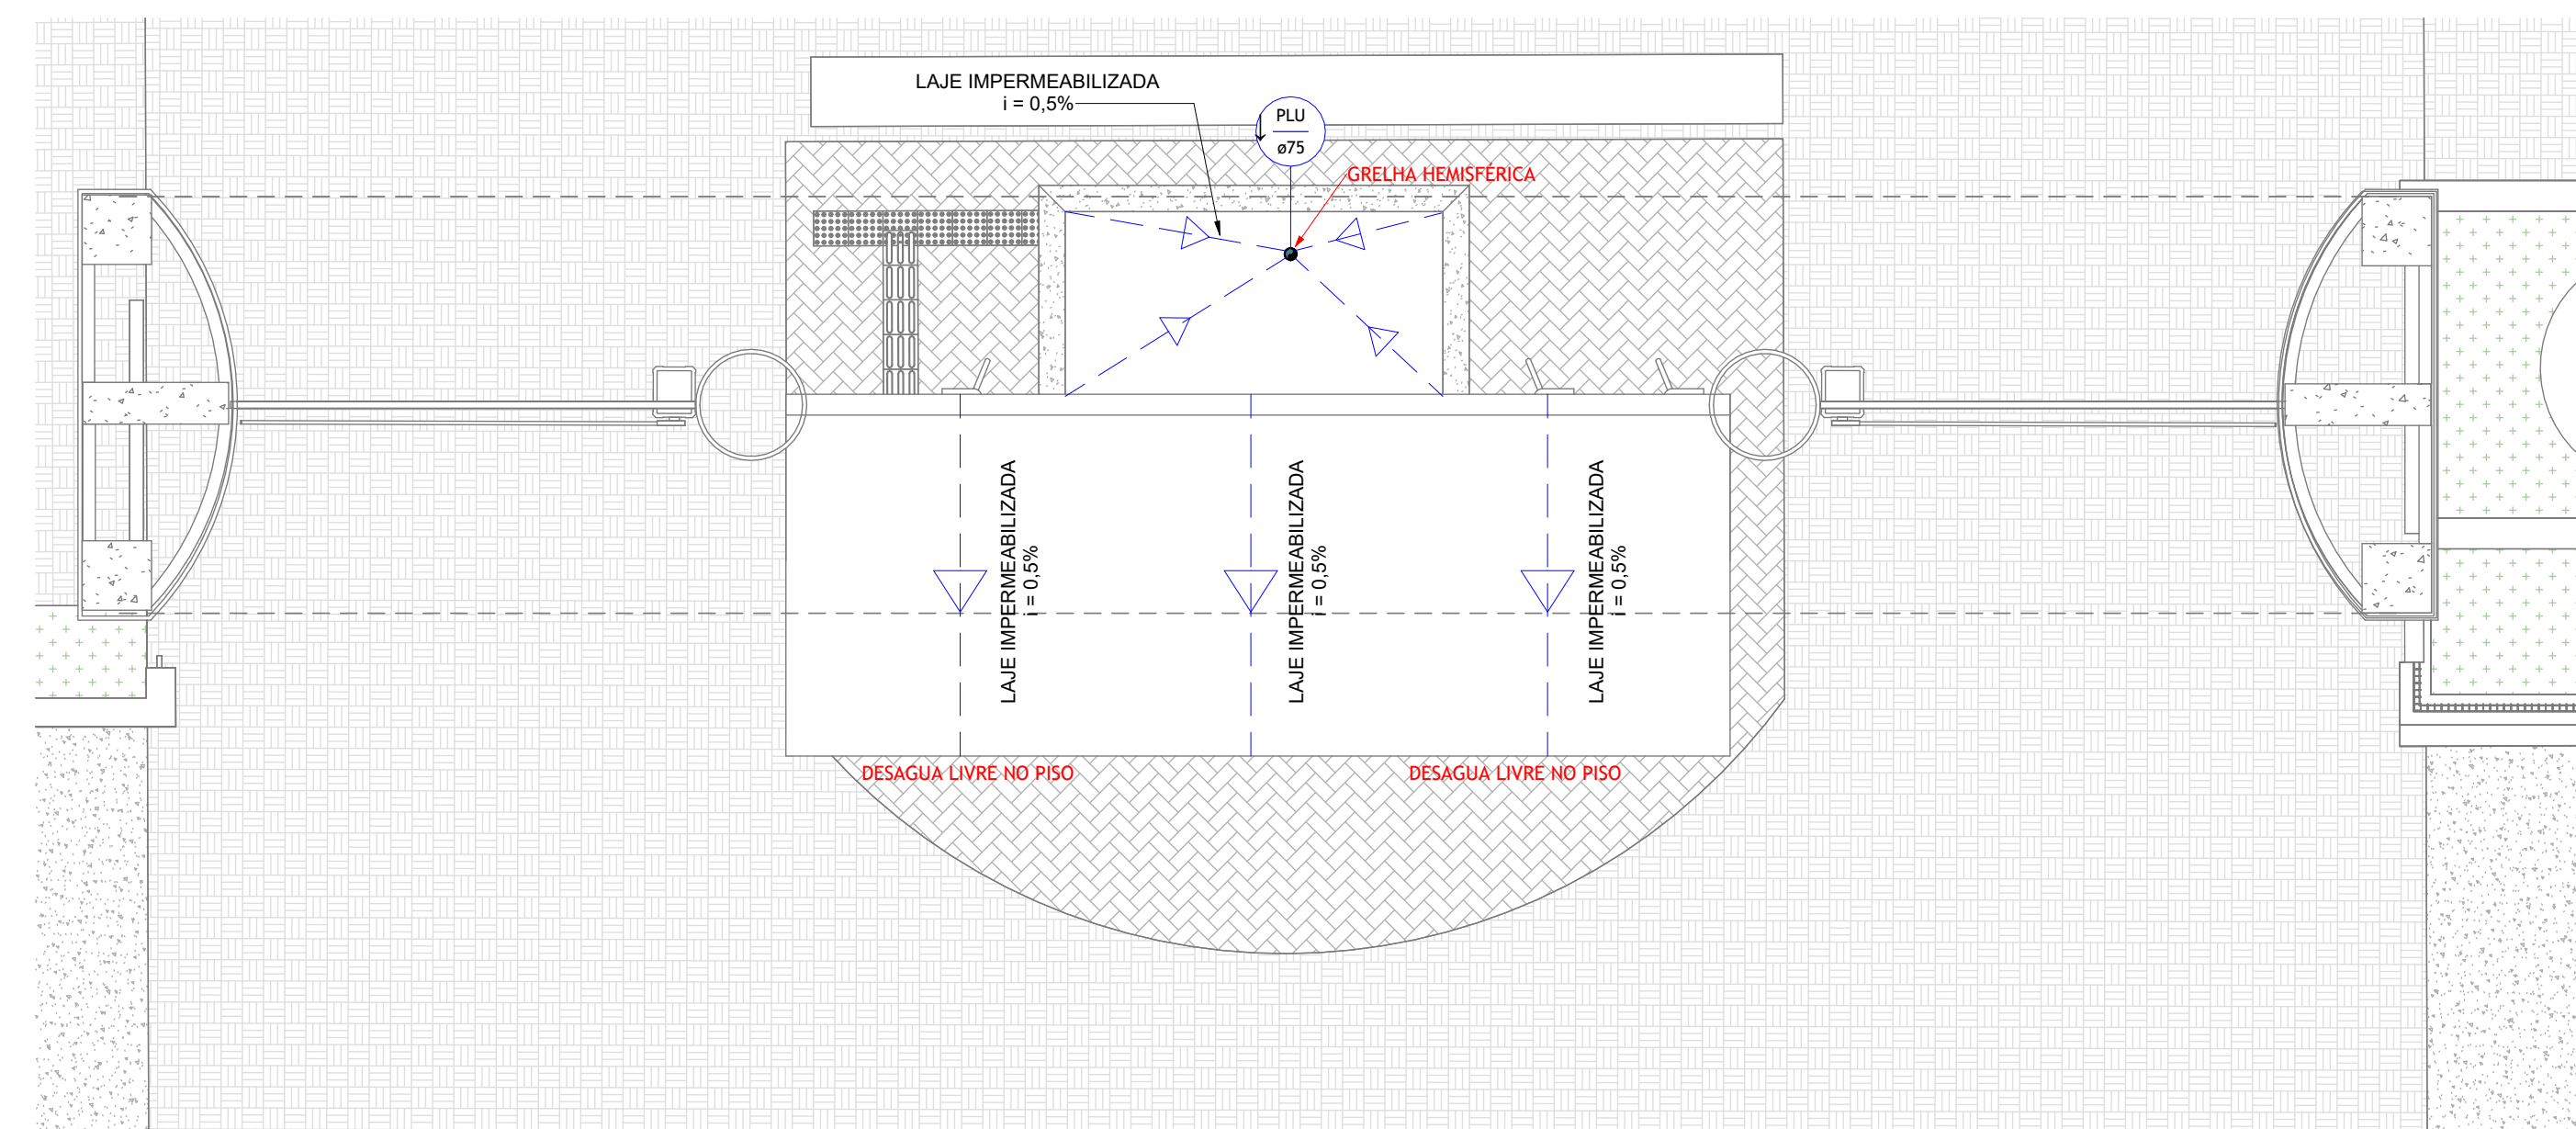 LAJE IMPERMEABILIZADA
i = 0,5%
PLU
ø75
GRELHA HEMISFÉRICA
LAJE IMPERMEABILIZADA
i = 0,5%
LAJE IMPERMEABILIZADA
i = 0,5%
LAJE IMPERMEABILIZADA
i = 0,5%
DESAGUA LIVRE NO PISO
DESAGUA LIVRE NO PISO